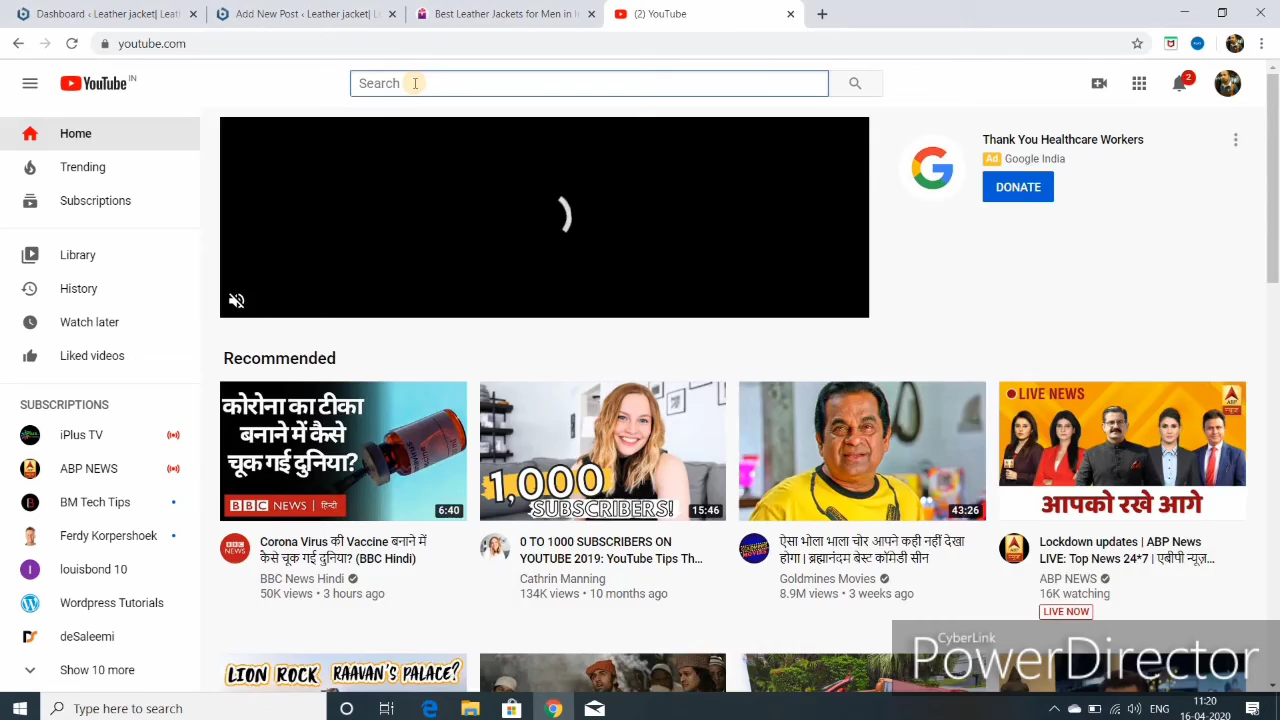 Dashboard ‹ Leather jacket| Leatl
Add New Post ‹ Leather jacket| L
Best Leather Jackets for Men in I
(2) YouTube
youtube.com
YouTube IN
Search
2
Home
Trending
Subscriptions
Library
History
Watch later
Liked videos
SUBSCRIPTIONS
iPlus TV
ABP NEWS
BM Tech Tips
Ferdy Korpershoek
louisbond 10
Wordpress Tutorials
deSaleemi
Show 10 more
Thank You Healthcare Workers
Ad Google India
DONATE
Recommended
कोरोना का टीका
बनाने में कैसे
चूक गई दुनिया?
BBC NEWS | हिन्दी
6:40
Corona Virus की Vaccine बनाने में
कैसे चूक गई दुनिया? (BBC Hindi)
BBC News Hindi
50K views • 3 hours ago
1,000
SUBSCRIBERS!
15:46
0 TO 1000 SUBSCRIBERS ON
YOUTUBE 2019: YouTube Tips Th...
Cathrin Manning
134K views • 10 months ago
43:26
ऐसा भोला भाला चोर आपने कही नहीं देखा
होगा | ब्रह्मानंदम बेस्ट कॉमेडी सीन
Goldmines Movies
8.9M views • 3 weeks ago
LIVE NEWS
abp
आपको रखे आगे
Lockdown updates | ABP News
LIVE: Top News 24*7 | एबीपी न्यूज़...
ABP NEWS
16K watching
LIVE NOW
LION ROCK RAAVAN'S PALACE?
CyberLink
PowerDirector
Type here to search
ENG
11:20
16-04-2020